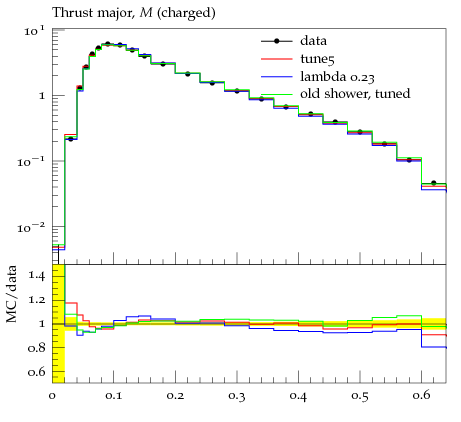 Thrust major, M (charged)
10^1
1
10^−1
10^−2
data
tune5
lambda 0.23
old shower, tuned
MC/data
1.4
1.2
1
0.8
0.6
0 0.1 0.2 0.3 0.4 0.5 0.6